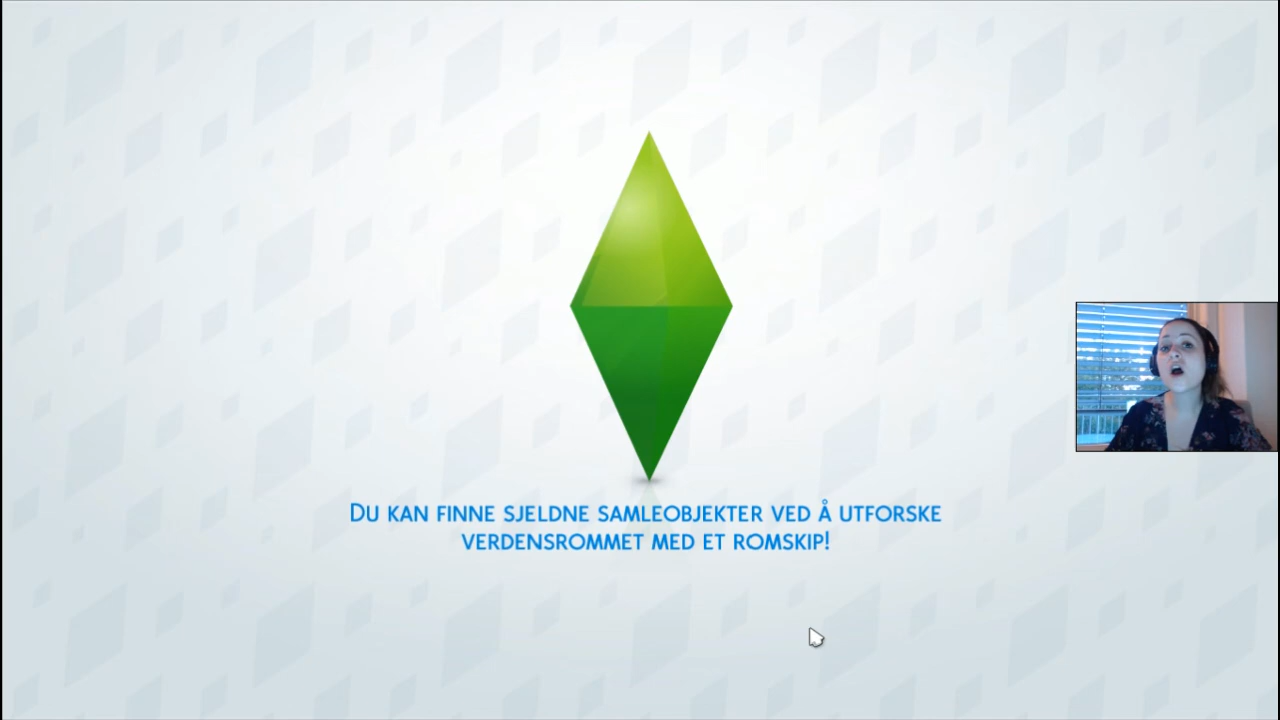 Du kan finne sjeldne samleobjekter ved å utforske
verdensrommet med et romskip!